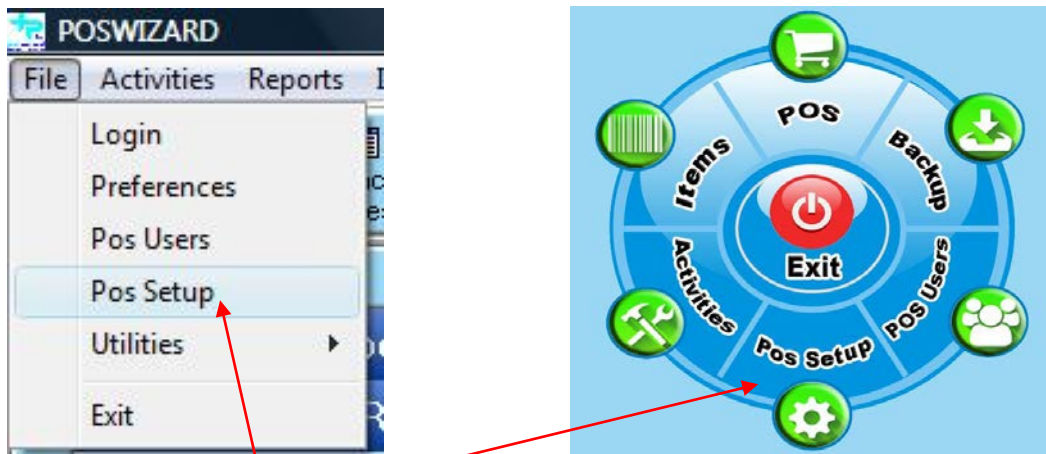 POSWIZARD
File Activities Reports
Login
Preferences
Pos Users
Pos Setup
Utilities
Exit
POS
Backup
Items
Exit
Activities
POS Users
Pos Setup